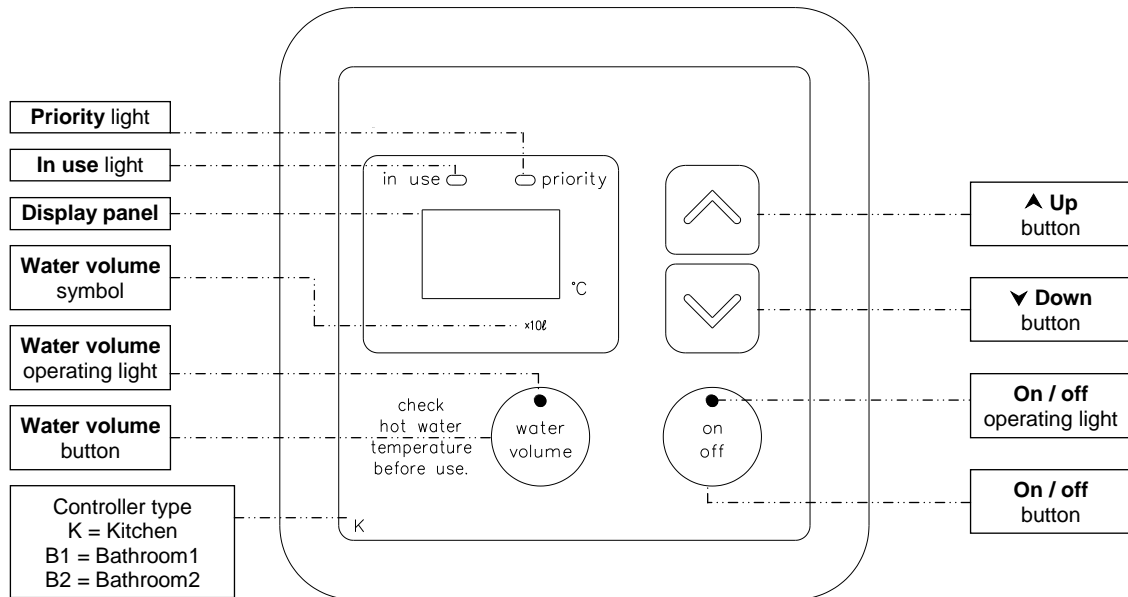 Priority light
In use light
Display panel
Water volume
symbol
Water volume
operating light
Water volume
button
Controller type
K = Kitchen
B1 = Bathroom1
B2 = Bathroom2
in use
priority
°C
x10ℓ
check
hot water
temperature
before use.
water
volume
on
off
K
Up
button
Down
button
On / off
operating light
On / off
button